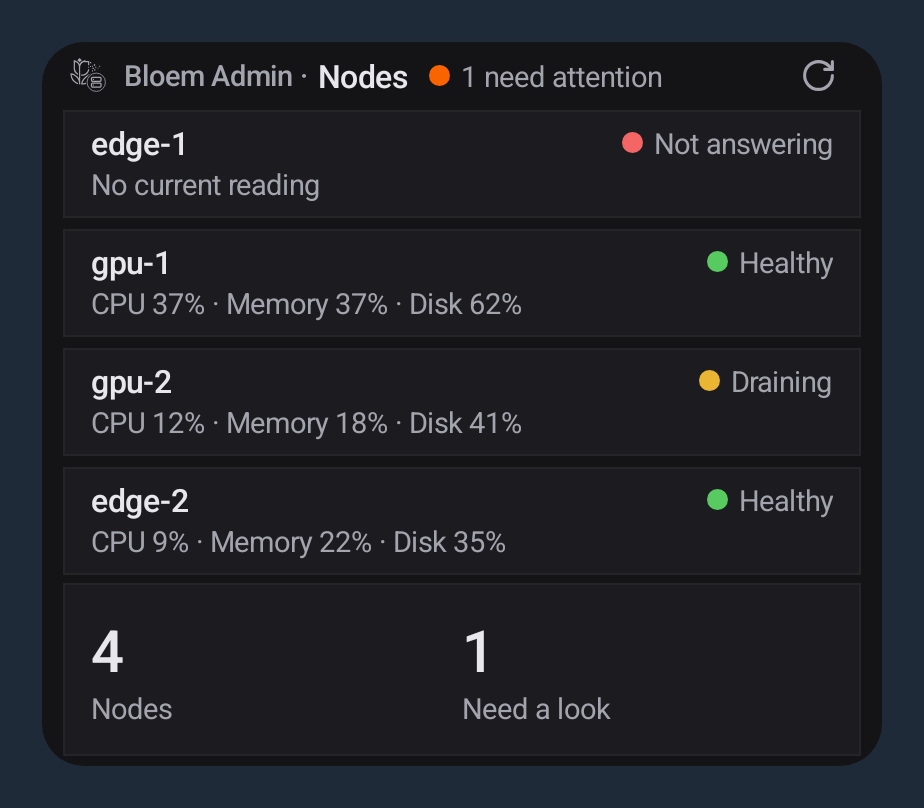 Bloem Admin · Nodes 1 need attention
edge-1 Not answering
No current reading
gpu-1 Healthy
CPU 37% · Memory 37% · Disk 62%
gpu-2 Draining
CPU 12% · Memory 18% · Disk 41%
edge-2 Healthy
CPU 9% · Memory 22% · Disk 35%
4 1
Nodes Need a look